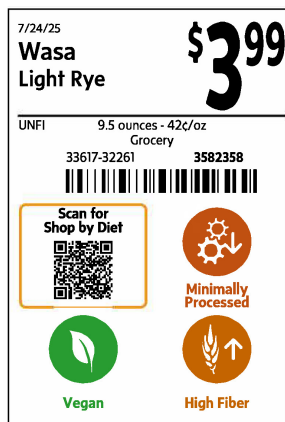 7/24/25
Wasa
Light Rye
$3.99
UNFI 9.5 ounces - 42¢/oz
Grocery
33617-32261 3582358
Scan for
Shop by Diet
Minimally
Processed
Vegan
High Fiber